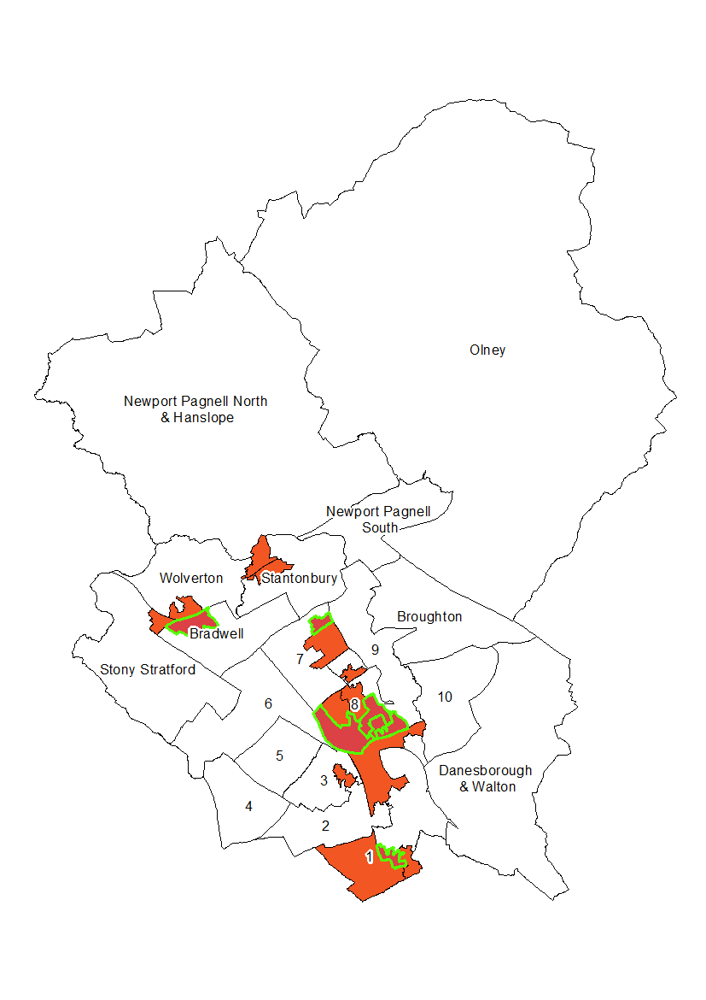 Olney
Newport Pagnell North
& Hanslope
Newport Pagnell
South
Wolverton
Stantonbury
Broughton
Bradwell
Stony Stratford
9
7
10
6
8
5
Danesborough
& Walton
3
4
2
1